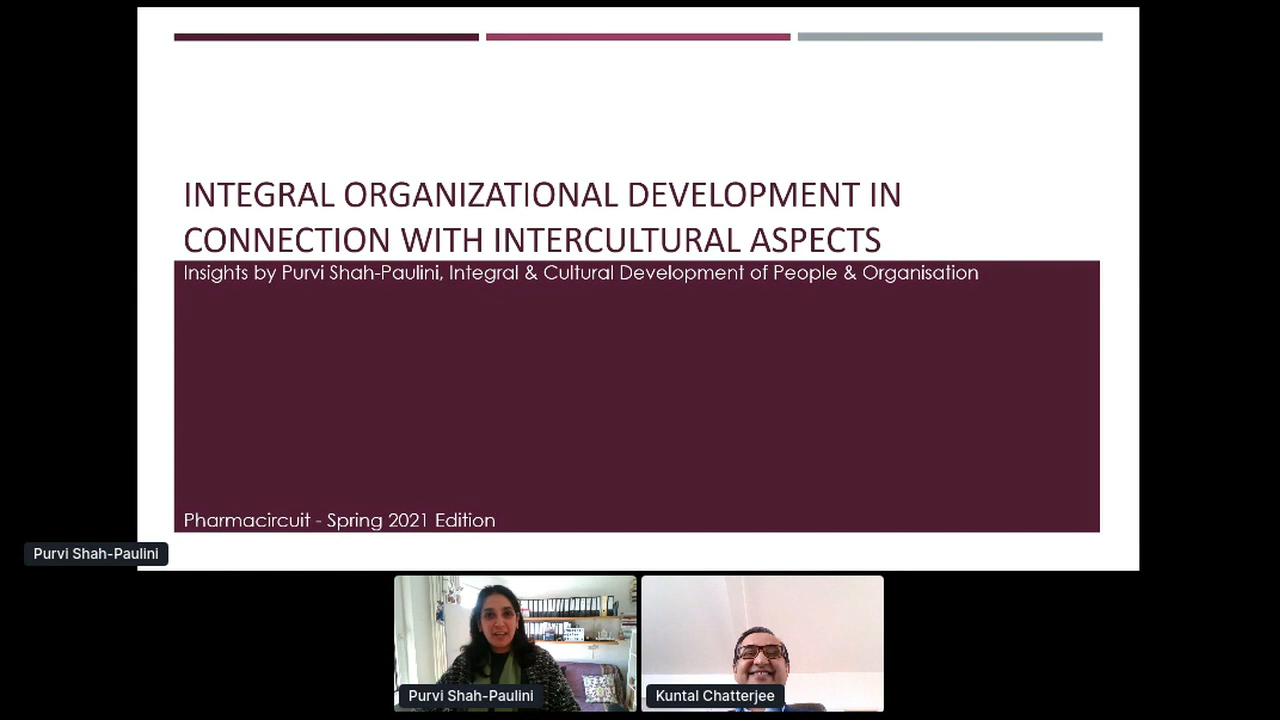 INTEGRAL ORGANIZATIONAL DEVELOPMENT IN
CONNECTION WITH INTERCULTURAL ASPECTS
Insights by Purvi Shah-Paulini, Integral & Cultural Development of People & Organisation
Pharmacircuit - Spring 2021 Edition
Purvi Shah-Paulini
Purvi Shah-Paulini
Kuntal Chatterjee